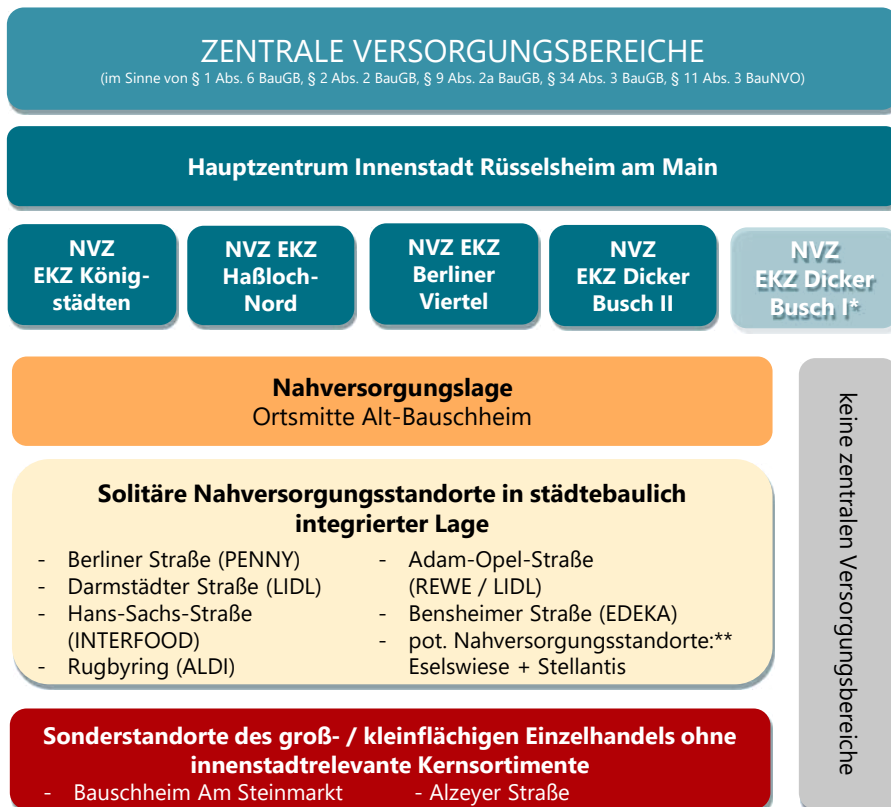 ZENTRALE VERSORGUNGSBEREICHE
(im Sinne von § 1 Abs. 6 BauGB, § 2 Abs. 2 BauGB, § 9 Abs. 2a BauGB, § 34 Abs. 3 BauGB, § 11 Abs. 3 BauNVO)
Hauptzentrum Innenstadt Rüsselsheim am Main
NVZ
EKZ König-
städten
NVZ EKZ
Haßloch-
Nord
NVZ EKZ
Berliner
Viertel
NVZ
EKZ Dicker
Busch II
NVZ
EKZ Dicker
Busch I*
Nahversorgungslage
Ortsmitte Alt-Bauschheim
Solitäre Nahversorgungsstandorte in städtebaulich
integrierter Lage
- Berliner Straße (PENNY)
- Darmstädter Straße (LIDL)
- Hans-Sachs-Straße
(INTERFOOD)
- Rugbyring (ALDI)
- Adam-Opel-Straße
(REWE / LIDL)
- Bensheimer Straße (EDEKA)
- pot. Nahversorgungsstandorte:**
Eselswiese + Stellantis
Sonderstandorte des groß- / kleinflächigen Einzelhandels ohne
innenstadtrelevante Kernsortimente
- Bauschheim Am Steinmarkt
- Alzeyer Straße
keine zentralen Versorgungsbereiche